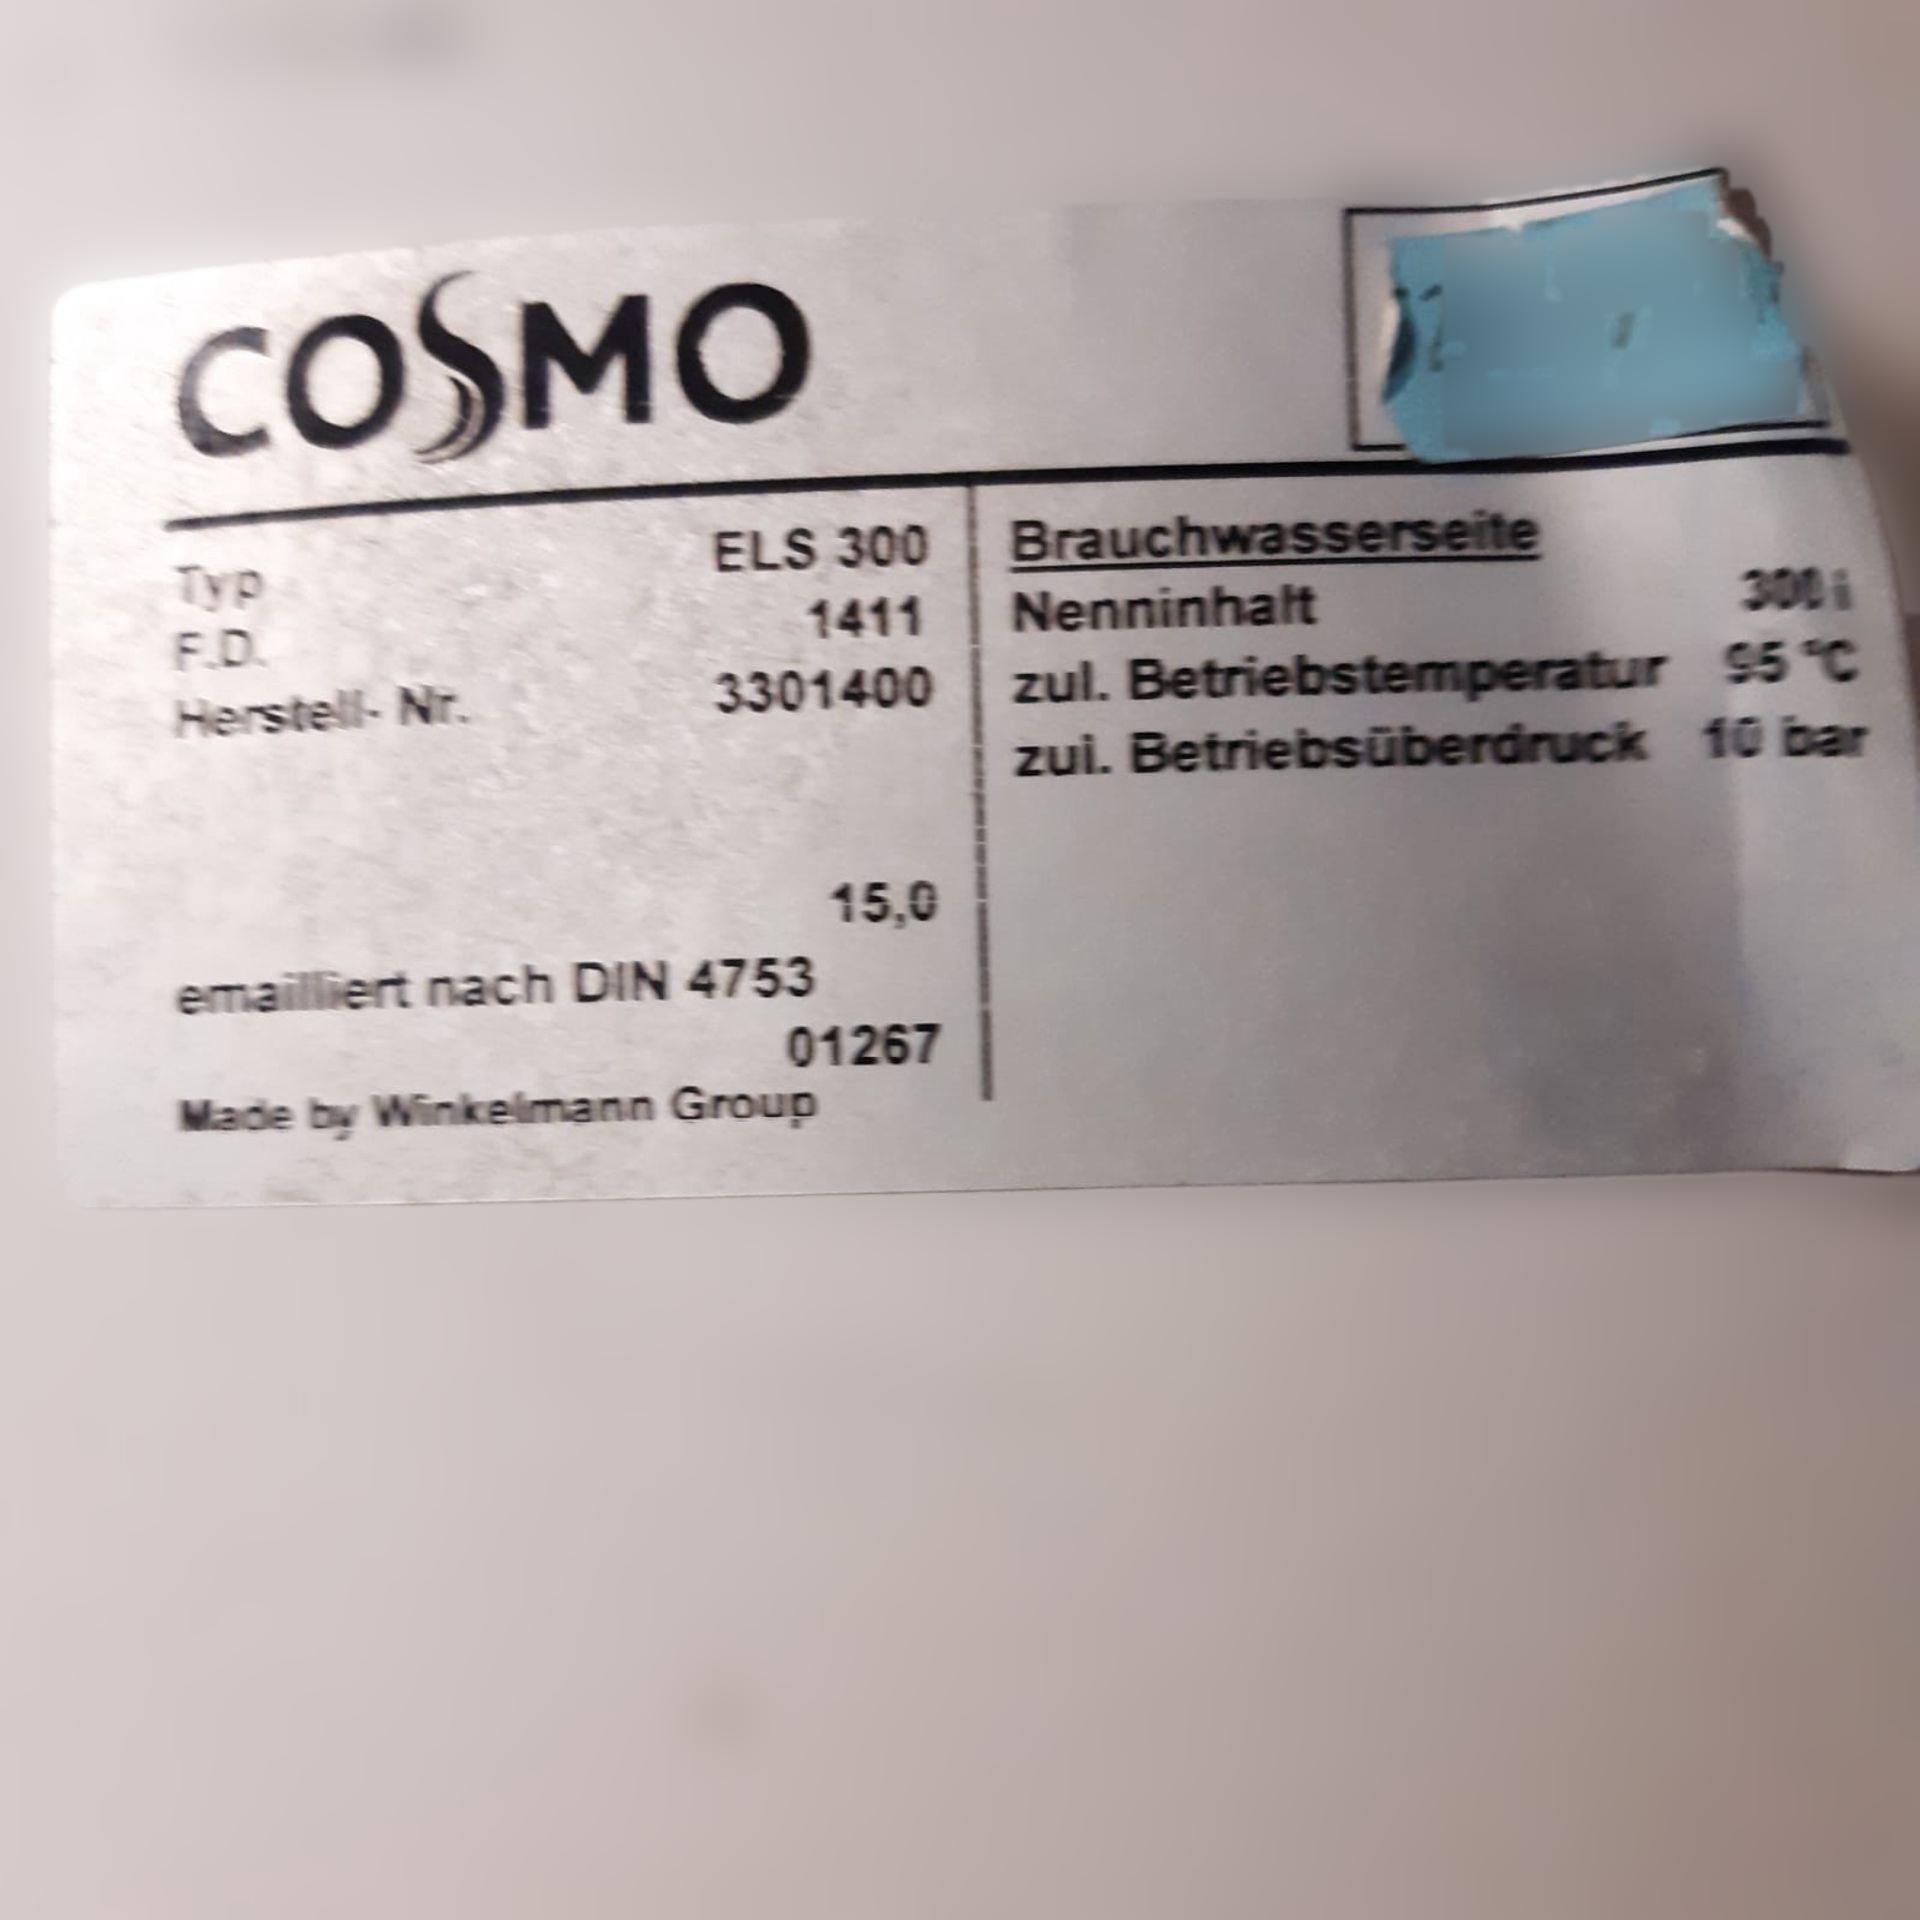 COSMO
Typ ELS 300
F.D. 1411
Herstell- Nr. 3301400
15,0
emailliert nach DIN 4753
01267
Made by Winkelmann Group
Brauchwasserseite
Nenninhalt 300 l
zul. Betriebstemperatur 95 °C
zul. Betriebsüberdruck 10 bar